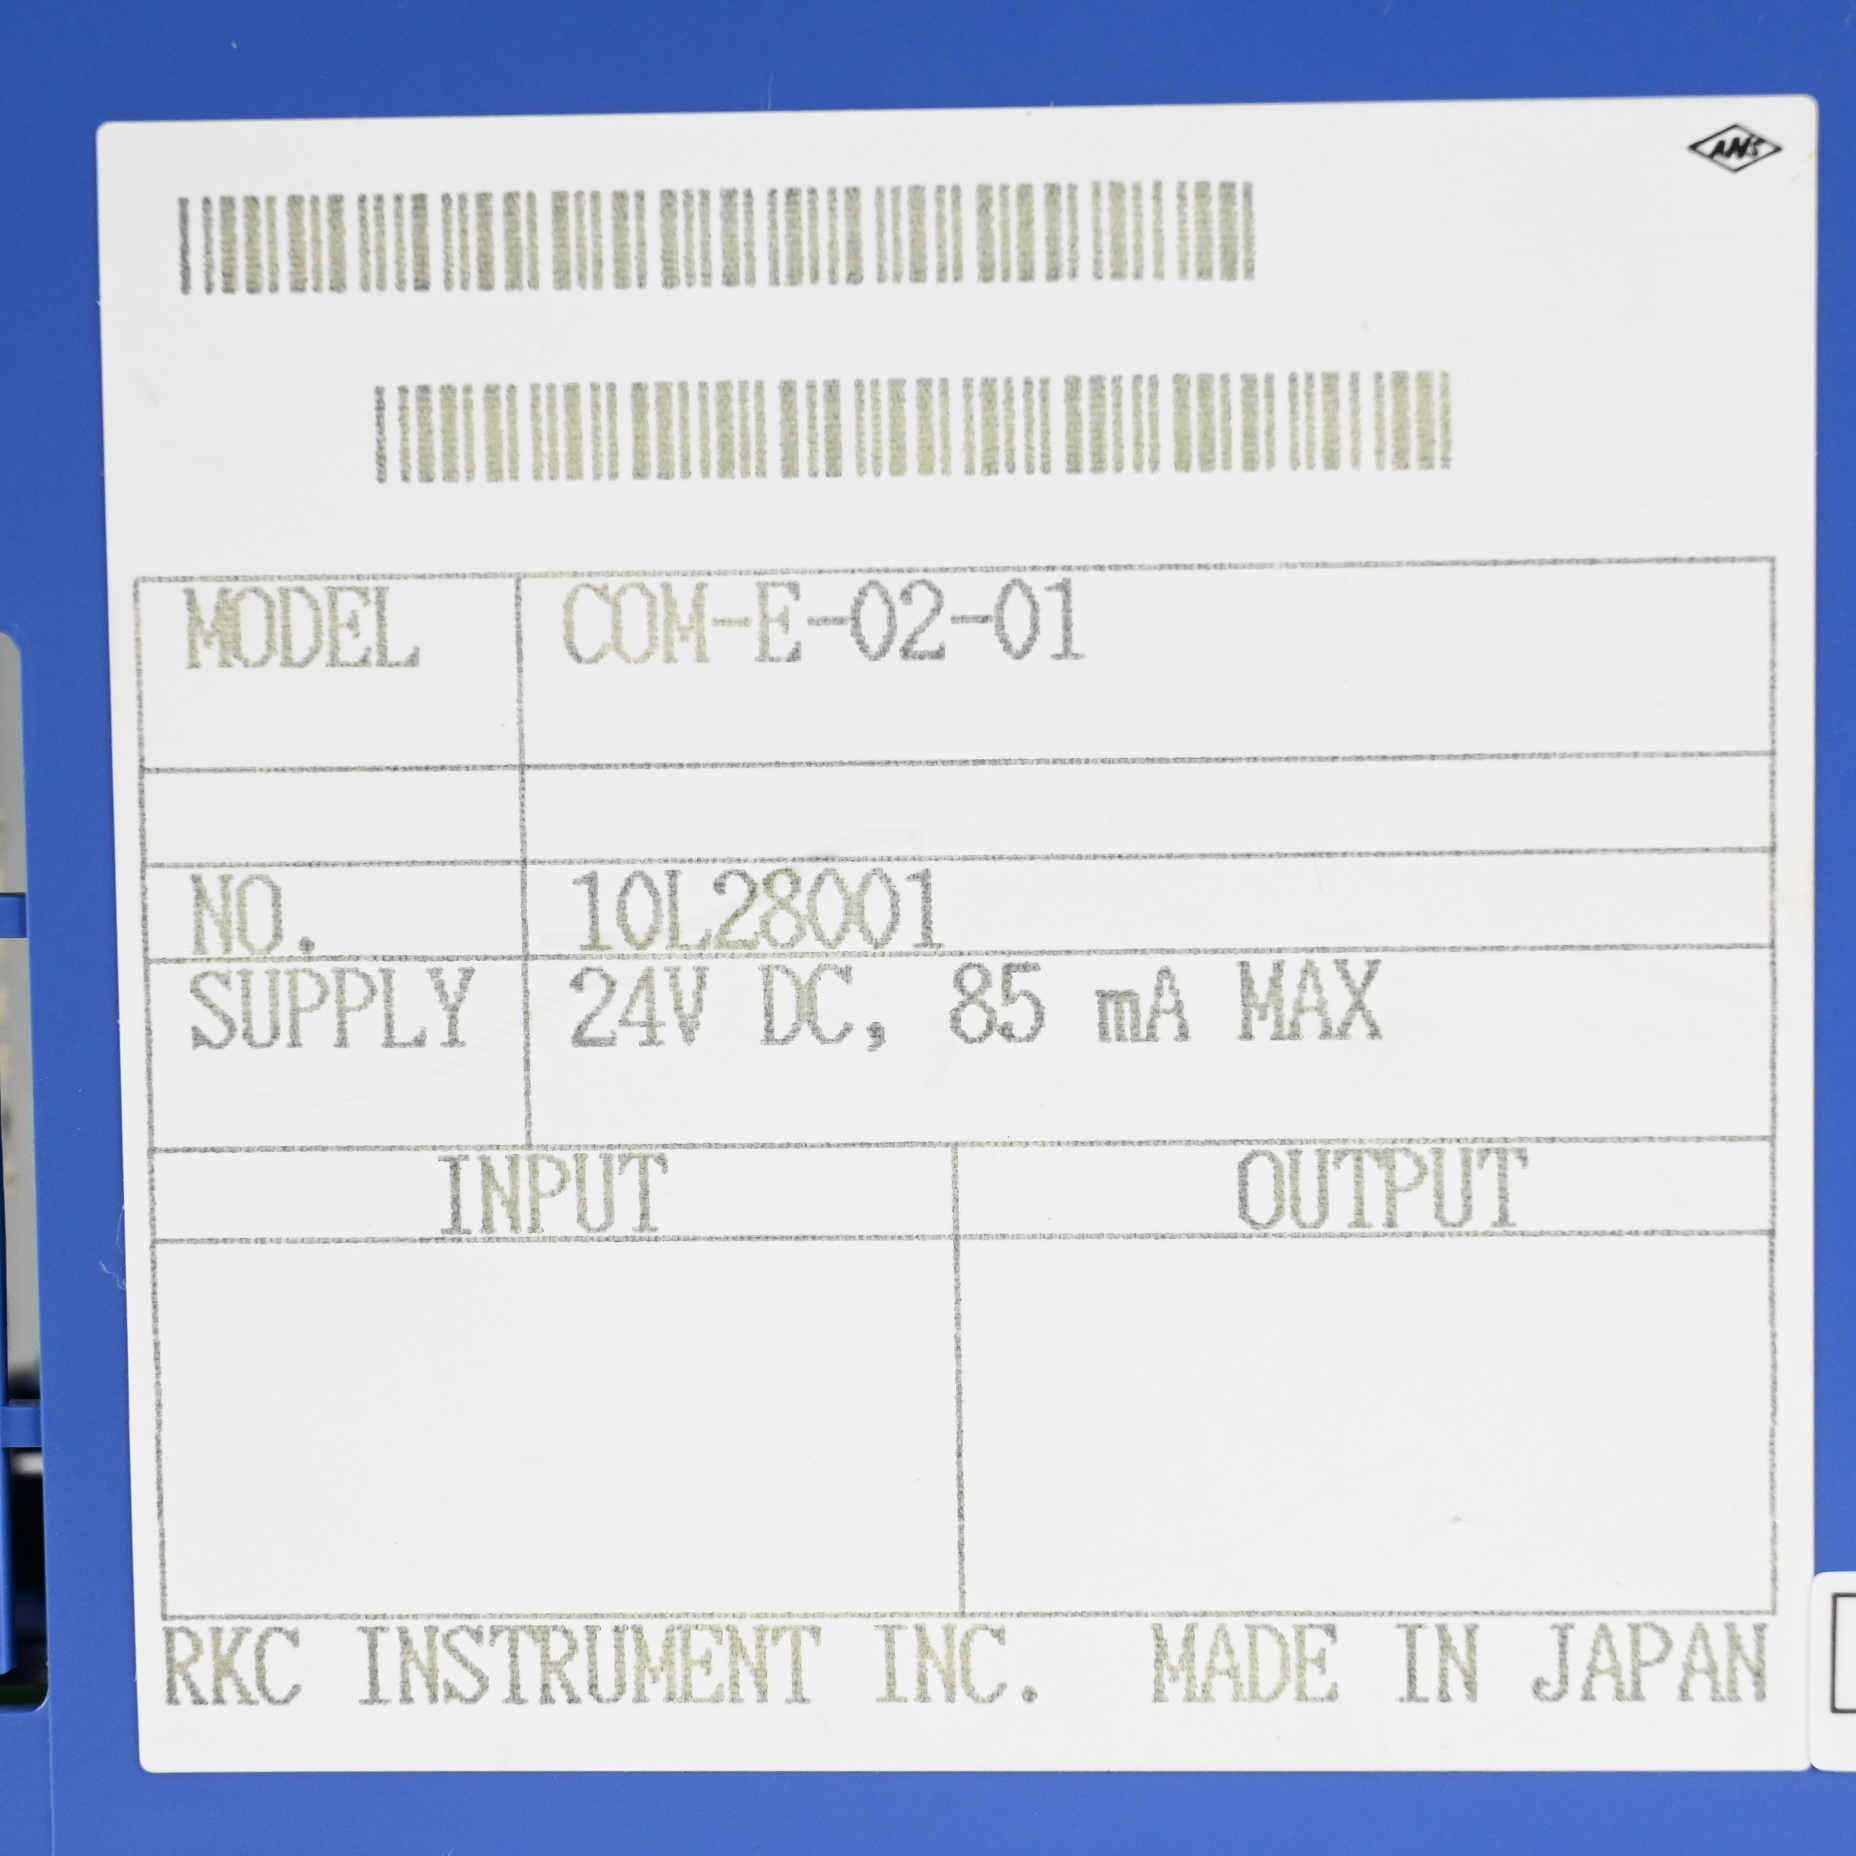 ANS
MODEL COM-E-02-01
NO. 10L28001
SUPPLY 24V DC, 85 mA MAX
INPUT OUTPUT
RKC INSTRUMENT INC. MADE IN JAPAN